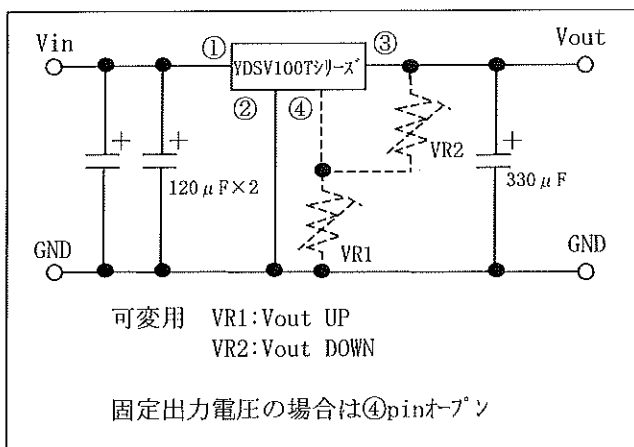 Vin
①
YDSV100Tシリーズ
③
Vout
②
④
+
+
120μF×2
VR2
+
330μF
VR1
GND
GND
可変用 VR1:Vout UP
VR2:Vout DOWN
固定出力電圧の場合は④pinオープン